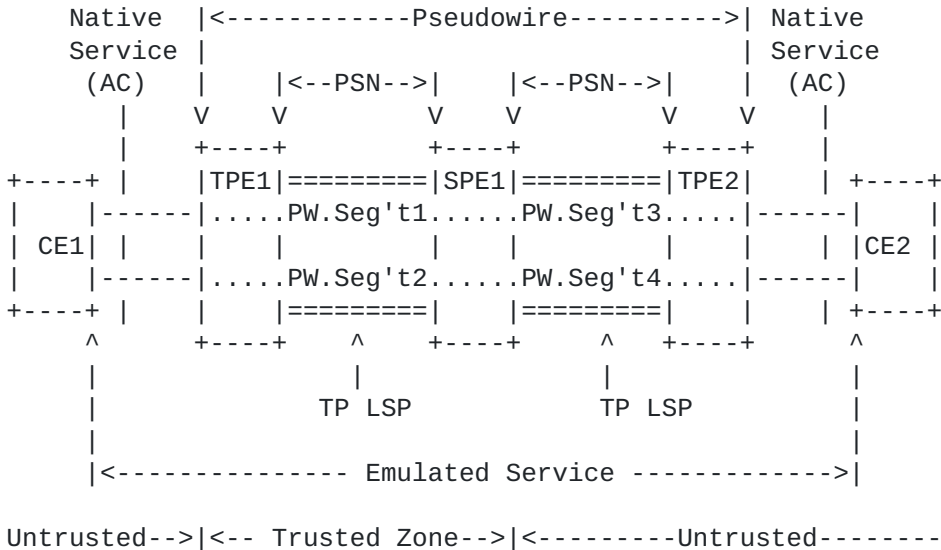 Native  |<------------Pseudowire---------->| Native
     Service |                                  | Service
      (AC)   |    |<--PSN-->|    |<--PSN-->|    |  (AC)
        |    V    V         V    V         V    V    |
        |    +----+         +----+         +----+    |
+----+  |    |TPE1|=========|SPE1|=========|TPE2|    |  +----+
|    |-------|.....PW.Seg't1......PW.Seg't3.....|-------|    |
| CE1|  |    |    |         |    |         |    |    |  |CE2 |
|    |-------|.....PW.Seg't2......PW.Seg't4.....|-------|    |
+----+  |    |    |=========|    |=========|    |    |  +----+
     ^       +----+    ^    +----+    ^    +----+       ^
     |                 |              |                 |
     |              TP LSP         TP LSP               |
     |                                                  |
     |<--------------- Emulated Service ------------->|

Untrusted-->|<-- Trusted Zone-->|<---------Untrusted--------